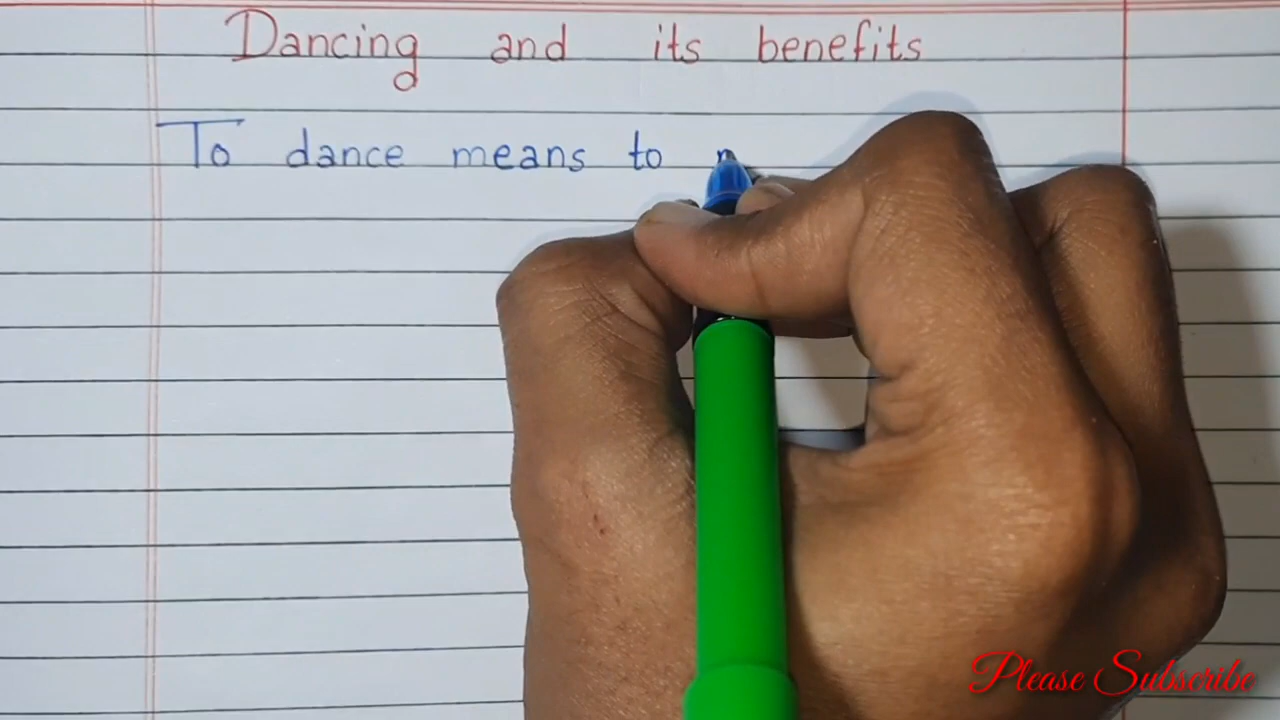 Dancing and its benefits
To dance means to
Please Subscribe